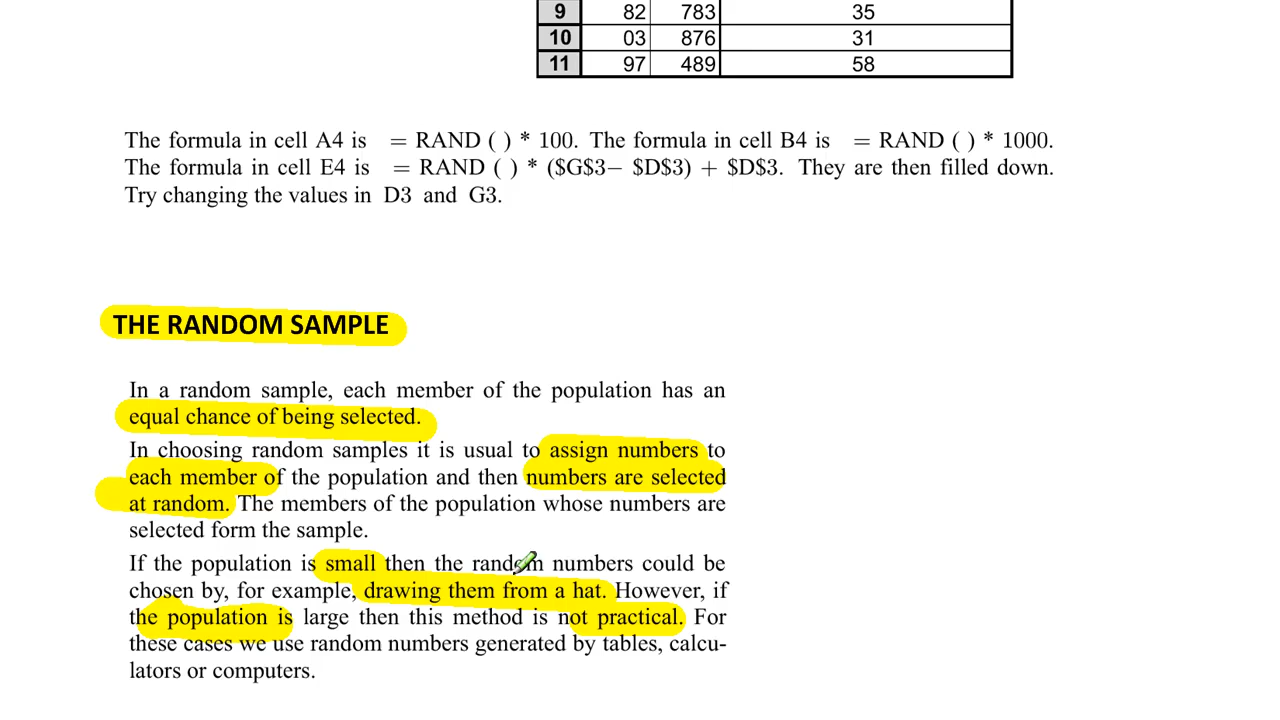 9 82 783 35
10 03 876 31
11 97 489 58
The formula in cell A4 is = RAND ( ) * 100. The formula in cell B4 is = RAND ( ) * 1000.
The formula in cell E4 is = RAND ( ) * ($G$3− $D$3) + $D$3. They are then filled down.
Try changing the values in D3 and G3.
THE RANDOM SAMPLE
In a random sample, each member of the population has an
equal chance of being selected.
In choosing random samples it is usual to assign numbers to
each member of the population and then numbers are selected
at random. The members of the population whose numbers are
selected form the sample.
If the population is small then the random numbers could be
chosen by, for example, drawing them from a hat. However, if
the population is large then this method is not practical. For
these cases we use random numbers generated by tables, calcu-
lators or computers.